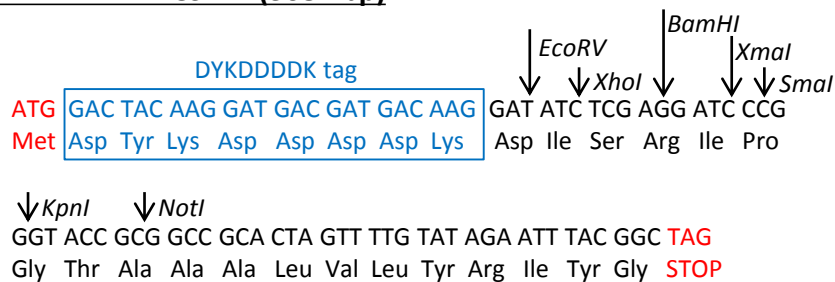 EcoRV
BamHI
XmaI
DYKDDDDK tag
XhoI
SmaI
ATG GAC TAC AAG GAT GAC GAT GAC AAG GAT ATC TCG AGG ATC CCG
Met Asp Tyr Lys Asp Asp Asp Asp Lys Asp Ile Ser Arg Ile Pro
KpnI NotI
GGT ACC GCG GCC GCA CTA GTT TTG TAT AGA ATT TAC GGC TAG
Gly Thr Ala Ala Ala Leu Val Leu Tyr Arg Ile Tyr Gly STOP